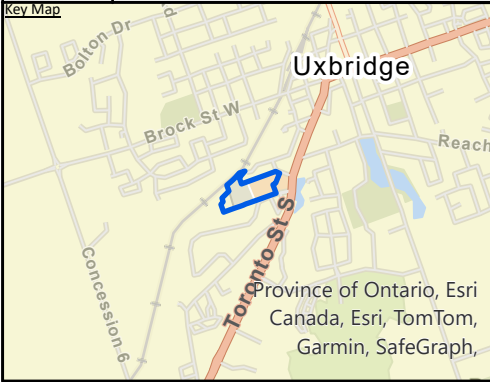 Key Map
Bolton Dr
Uxbridge
Brock St W
Reach
Toronto St S
Concession 6
Province of Ontario, Esri
Canada, Esri, TomTom,
Garmin, SafeGraph,